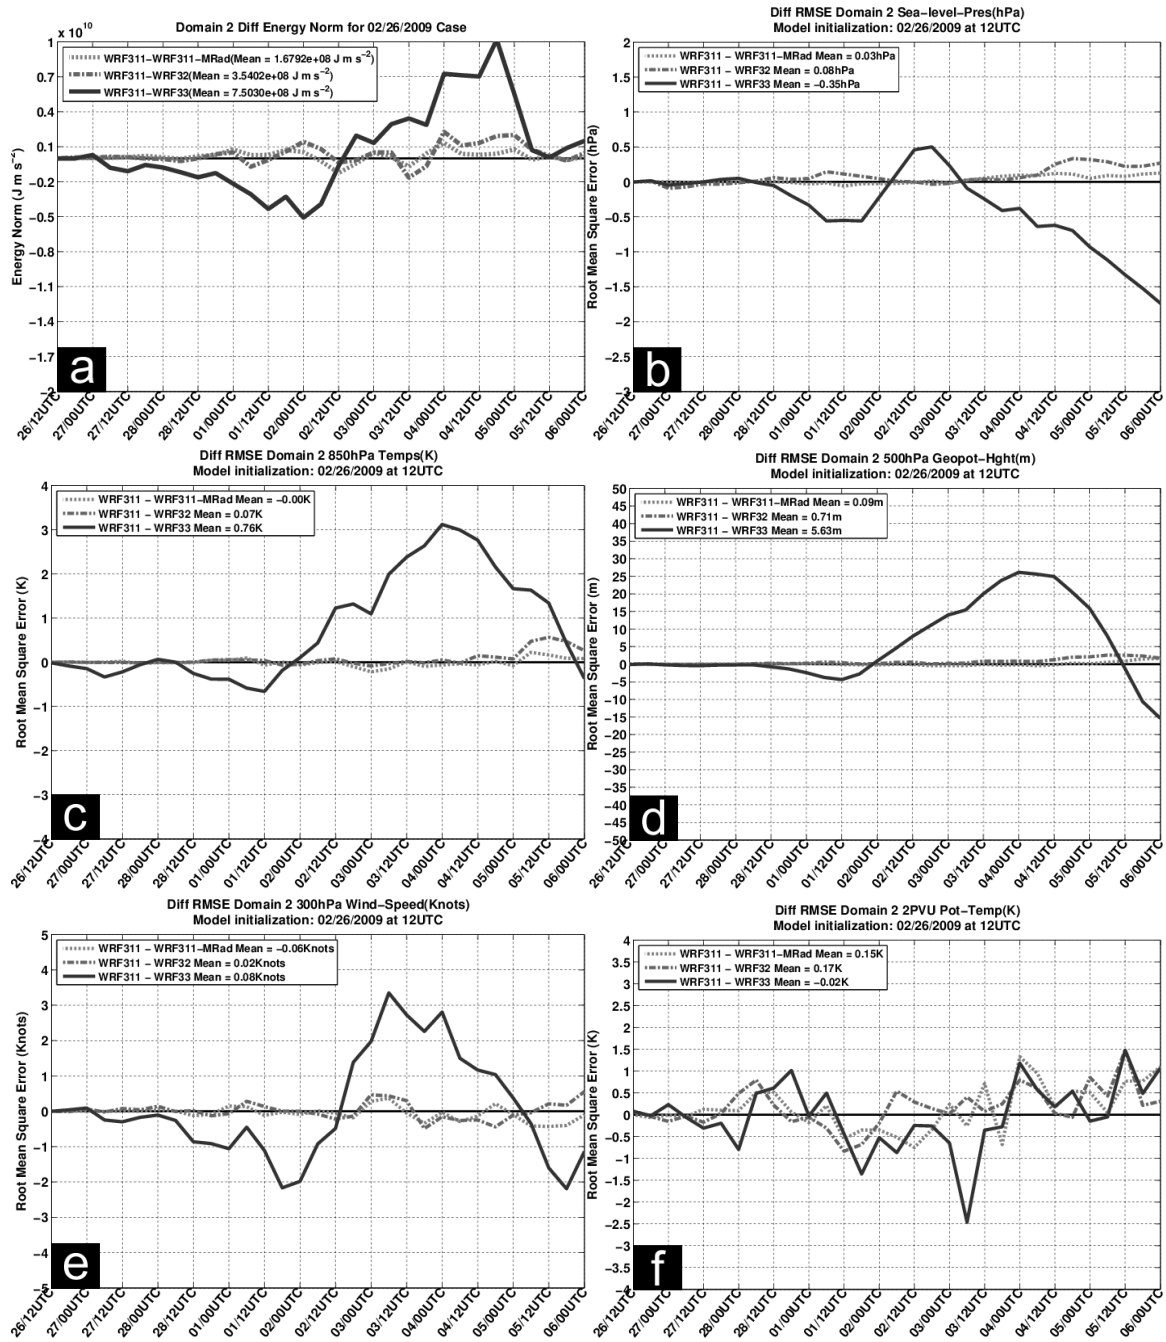 Domain 2 Diff Energy Norm for 02/26/2009 Case
x 10^10
WRF311−WRF311−MRad(Mean = 1.6792e+08 J m s^−2)
WRF311−WRF32(Mean = 3.5402e+08 J m s^−2)
WRF311−WRF33(Mean = 7.5030e+08 J m s^−2)
Energy Norm (J m s^−2)
1
0.7
0.4
0.1
−0.2
−0.5
−0.8
−1.1
−1.4
−1.7
−2
a
26/12UTC
27/00UTC
27/12UTC
28/00UTC
28/12UTC
01/00UTC
01/12UTC
02/00UTC
02/12UTC
03/00UTC
03/12UTC
04/00UTC
04/12UTC
05/00UTC
05/12UTC
06/00UTC
Diff RMSE Domain 2 Sea−level−Pres(hPa)
Model initialization: 02/26/2009 at 12UTC
WRF311 − WRF311−MRad Mean = 0.03hPa
WRF311 − WRF32 Mean = 0.08hPa
WRF311 − WRF33 Mean = −0.35hPa
Root Mean Square Error (hPa)
2
1.5
1
0.5
0
−0.5
−1
−1.5
−2
−2.5
−3
b
26/12UTC
27/00UTC
27/12UTC
28/00UTC
28/12UTC
01/00UTC
01/12UTC
02/00UTC
02/12UTC
03/00UTC
03/12UTC
04/00UTC
04/12UTC
05/00UTC
05/12UTC
06/00UTC
Diff RMSE Domain 2 850hPa Temps(K)
Model initialization: 02/26/2009 at 12UTC
WRF311 − WRF311−MRad Mean = −0.00K
WRF311 − WRF32 Mean = 0.07K
WRF311 − WRF33 Mean = 0.76K
Root Mean Square Error (K)
4
3
2
1
0
−1
−2
−3
−4
c
26/12UTC
27/00UTC
27/12UTC
28/00UTC
28/12UTC
01/00UTC
01/12UTC
02/00UTC
02/12UTC
03/00UTC
03/12UTC
04/00UTC
04/12UTC
05/00UTC
05/12UTC
06/00UTC
Diff RMSE Domain 2 500hPa Geopot−Hght(m)
Model initialization: 02/26/2009 at 12UTC
WRF311 − WRF311−MRad Mean = 0.09m
WRF311 − WRF32 Mean = 0.71m
WRF311 − WRF33 Mean = 5.63m
Root Mean Square Error (m)
50
45
40
35
30
25
20
15
10
5
0
−5
−10
−15
−20
−25
−30
−35
−40
−45
−50
d
26/12UTC
27/00UTC
27/12UTC
28/00UTC
28/12UTC
01/00UTC
01/12UTC
02/00UTC
02/12UTC
03/00UTC
03/12UTC
04/00UTC
04/12UTC
05/00UTC
05/12UTC
06/00UTC
Diff RMSE Domain 2 300hPa Wind−Speed(Knots)
Model initialization: 02/26/2009 at 12UTC
WRF311 − WRF311−MRad Mean = −0.06Knots
WRF311 − WRF32 Mean = 0.02Knots
WRF311 − WRF33 Mean = 0.08Knots
Root Mean Square Error (Knots)
5
4
3
2
1
0
−1
−2
−3
−4
−5
e
26/12UTC
27/00UTC
27/12UTC
28/00UTC
28/12UTC
01/00UTC
01/12UTC
02/00UTC
02/12UTC
03/00UTC
03/12UTC
04/00UTC
04/12UTC
05/00UTC
05/12UTC
06/00UTC
Diff RMSE Domain 2 2PVU Pot−Temp(K)
Model initialization: 02/26/2009 at 12UTC
WRF311 − WRF311−MRad Mean = 0.15K
WRF311 − WRF32 Mean = 0.17K
WRF311 − WRF33 Mean = −0.02K
Root Mean Square Error (K)
4
3.5
3
2.5
2
1.5
1
0.5
0
−0.5
−1
−1.5
−2
−2.5
−3
−3.5
−4
f
26/12UTC
27/00UTC
27/12UTC
28/00UTC
28/12UTC
01/00UTC
01/12UTC
02/00UTC
02/12UTC
03/00UTC
03/12UTC
04/00UTC
04/12UTC
05/00UTC
05/12UTC
06/00UTC